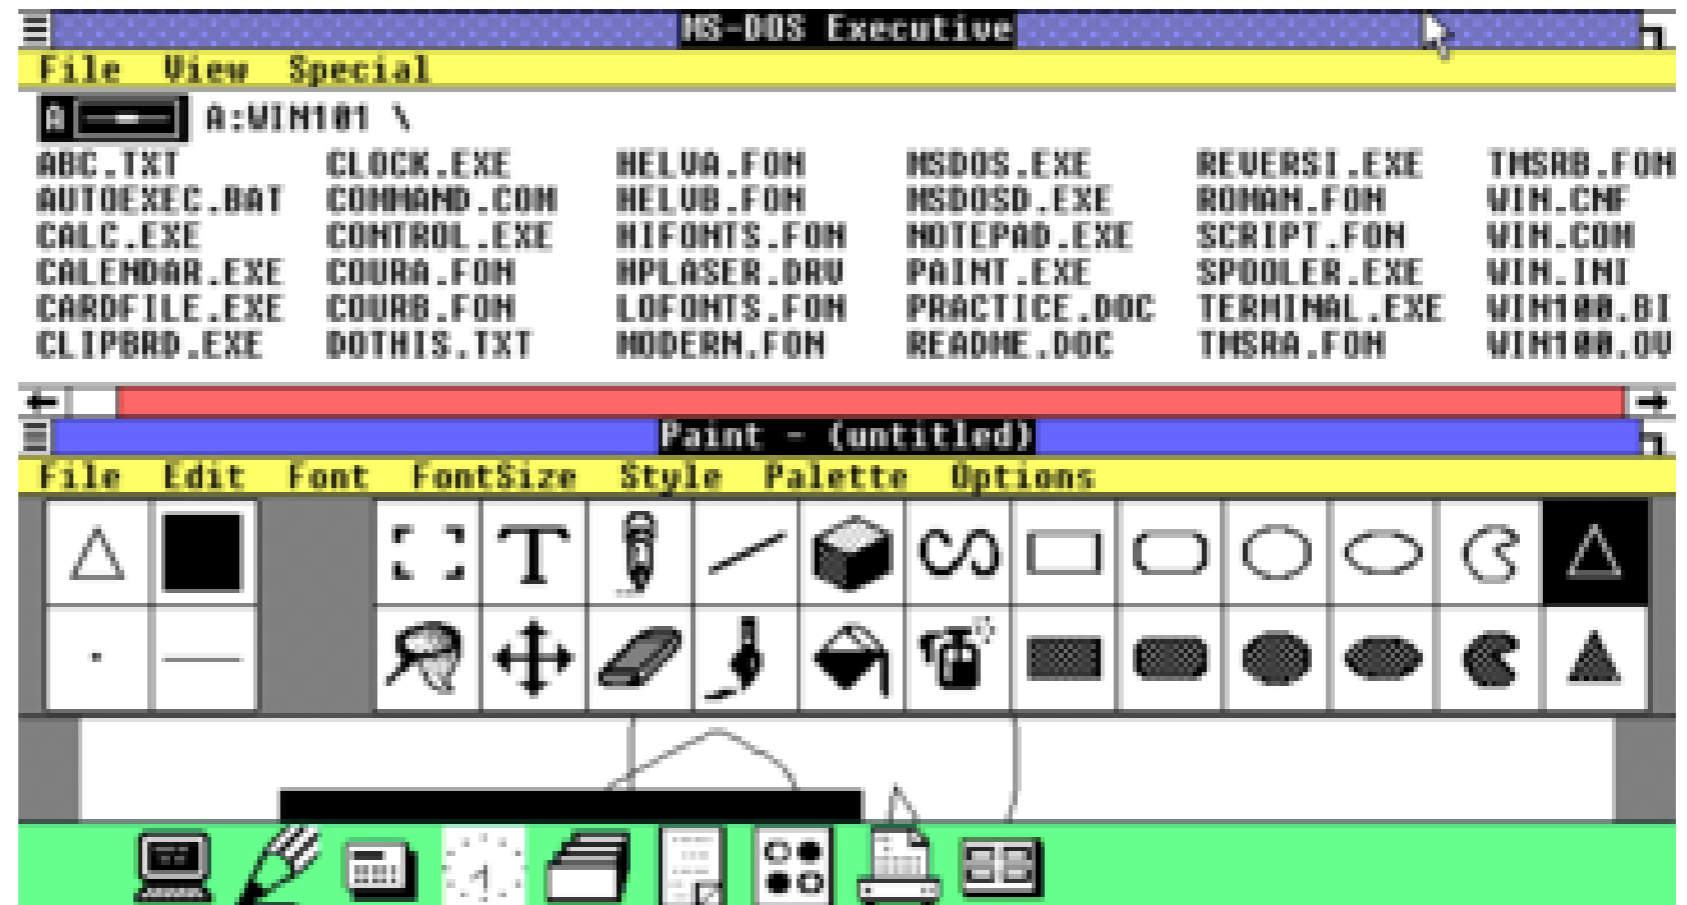 MS-DOS Executive
File View Special
A A:WIN101 \
ABC.TXT CLOCK.EXE HELVA.FON MSDOS.EXE REVERSI.EXE TMSRB.FON
AUTOEXEC.BAT COMMAND.COM HELVB.FON MSDOSD.EXE ROMAN.FON WIN.CNF
CALC.EXE CONTROL.EXE HIFONTS.FON NOTEPAD.EXE SCRIPT.FON WIN.COM
CALENDAR.EXE COURA.FON HPLASER.DRV PAINT.EXE SPOOLER.EXE WIN.INI
CARDFILE.EXE COURB.FON LOFONTS.FON PRACTICE.DOC TERMINAL.EXE WIN100.BI
CLIPBRD.EXE DOTHIS.TXT MODERN.FON README.DOC TMSRA.FON WIN100.OV
Paint - (untitled)
File Edit Font FontSize Style Palette Options
T